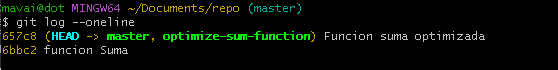 mavai@dot MINGW64 ~/Documents/repo (master)
$ git log --oneline
657c8 (HEAD -> master, optimize-sum-function) Funcion suma optimizada
6bbc2 funcion Suma